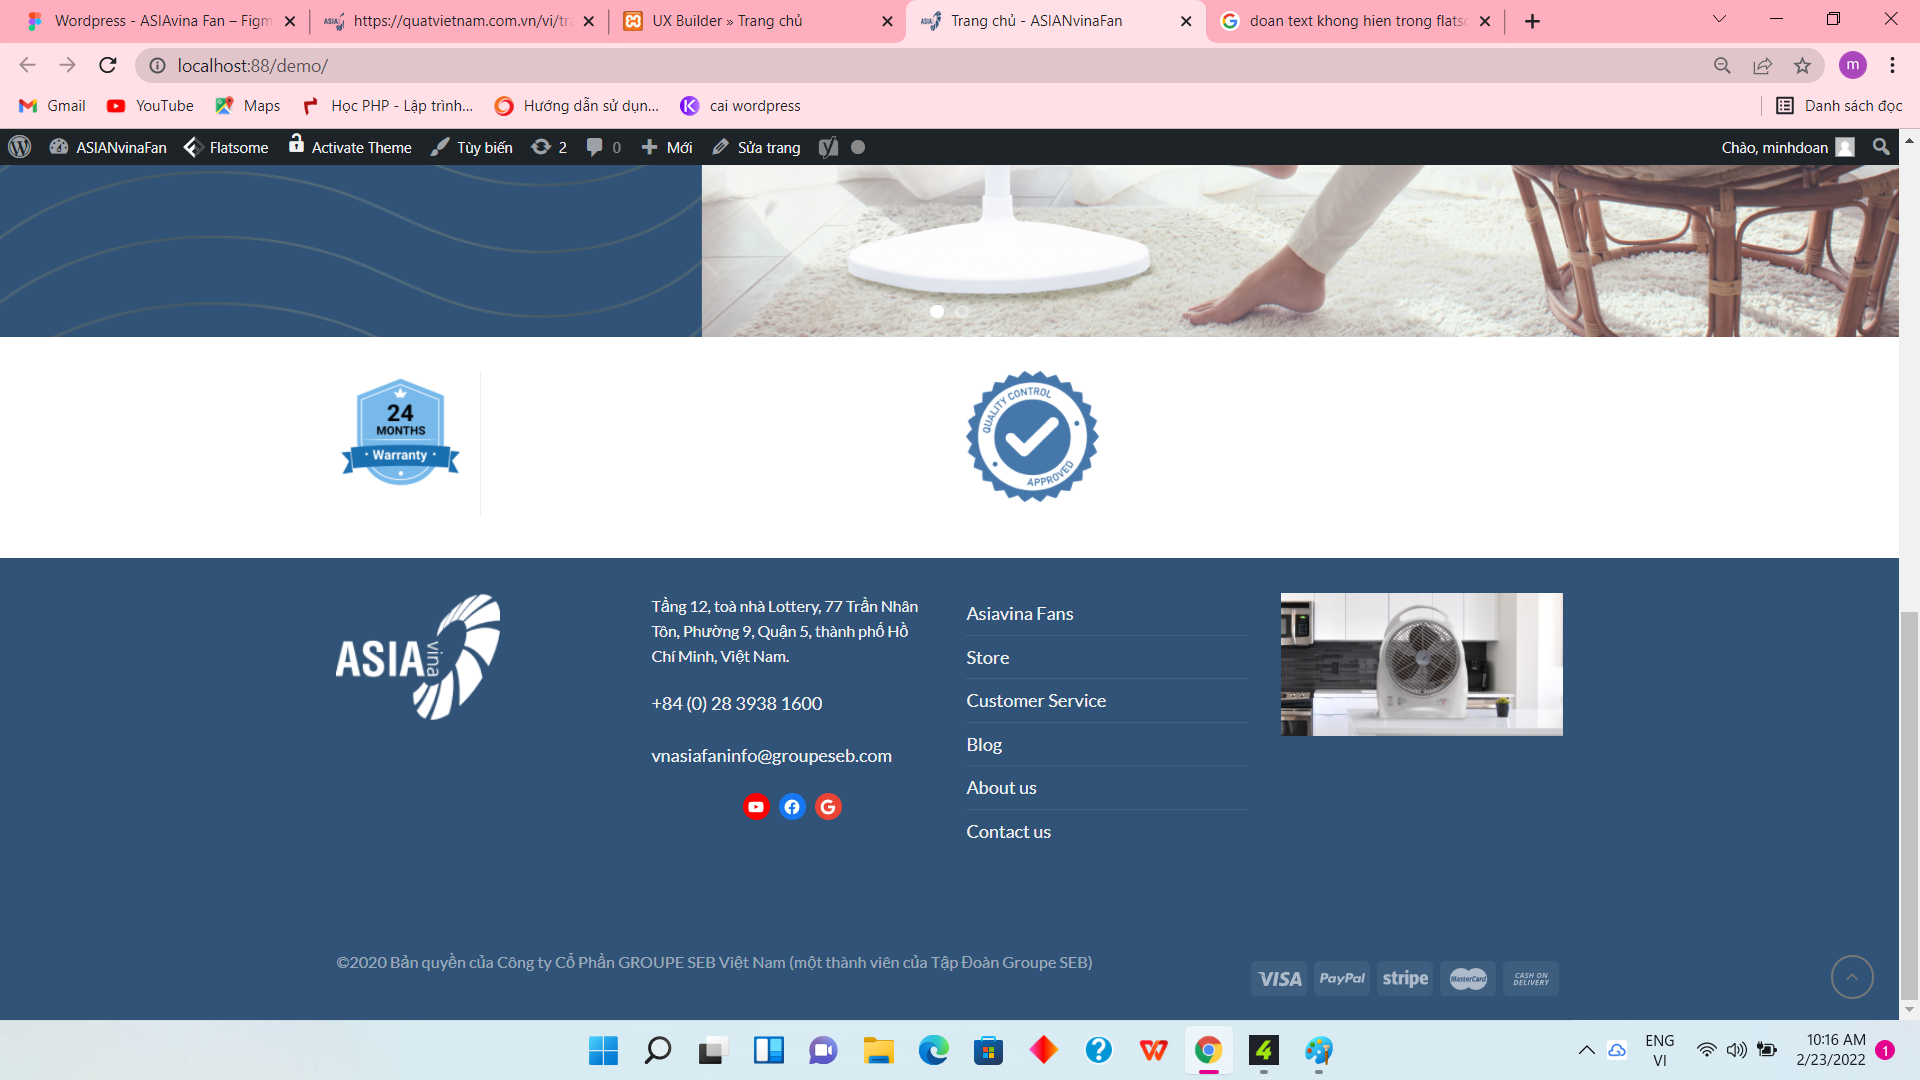 Wordpress - ASIAvina Fan – Figm
https://quatvietnam.com.vn/vi/tra
UX Builder » Trang chủ
Trang chủ - ASIANvinaFan
doan text khong hien trong flatso
localhost:88/demo/
m
Gmail
YouTube
Maps
Học PHP - Lập trình...
Hướng dẫn sử dụn...
cai wordpress
Danh sách đọc
ASIANvinaFan
Flatsome
Activate Theme
Tùy biến
2
0
Mới
Sửa trang
Chào, minhdoan
24
MONTHS
Warranty
QUALITY CONTROL
APPROVED
ASIA
vina
Tầng 12, toà nhà Lottery, 77 Trần Nhân
Tôn, Phường 9, Quận 5, thành phố Hồ
Chí Minh, Việt Nam.
+84 (0) 28 3938 1600
vnasiafaninfo@groupeseb.com
Asiavina Fans
Store
Customer Service
Blog
About us
Contact us
©2020 Bản quyền của Công ty Cổ Phần GROUPE SEB Việt Nam (một thành viên của Tập Đoàn Groupe SEB)
VISA
PayPal
stripe
MasterCard
CASH ON
DELIVERY
ENG
VI
10:16 AM
2/23/2022
1